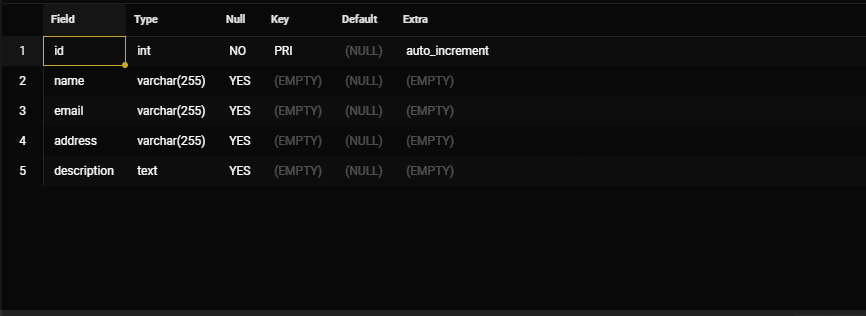 Field Type Null Key Default Extra
1 id int NO PRI (NULL) auto_increment
2 name varchar(255) YES (EMPTY) (NULL) (EMPTY)
3 email varchar(255) YES (EMPTY) (NULL) (EMPTY)
4 address varchar(255) YES (EMPTY) (NULL) (EMPTY)
5 description text YES (EMPTY) (NULL) (EMPTY)